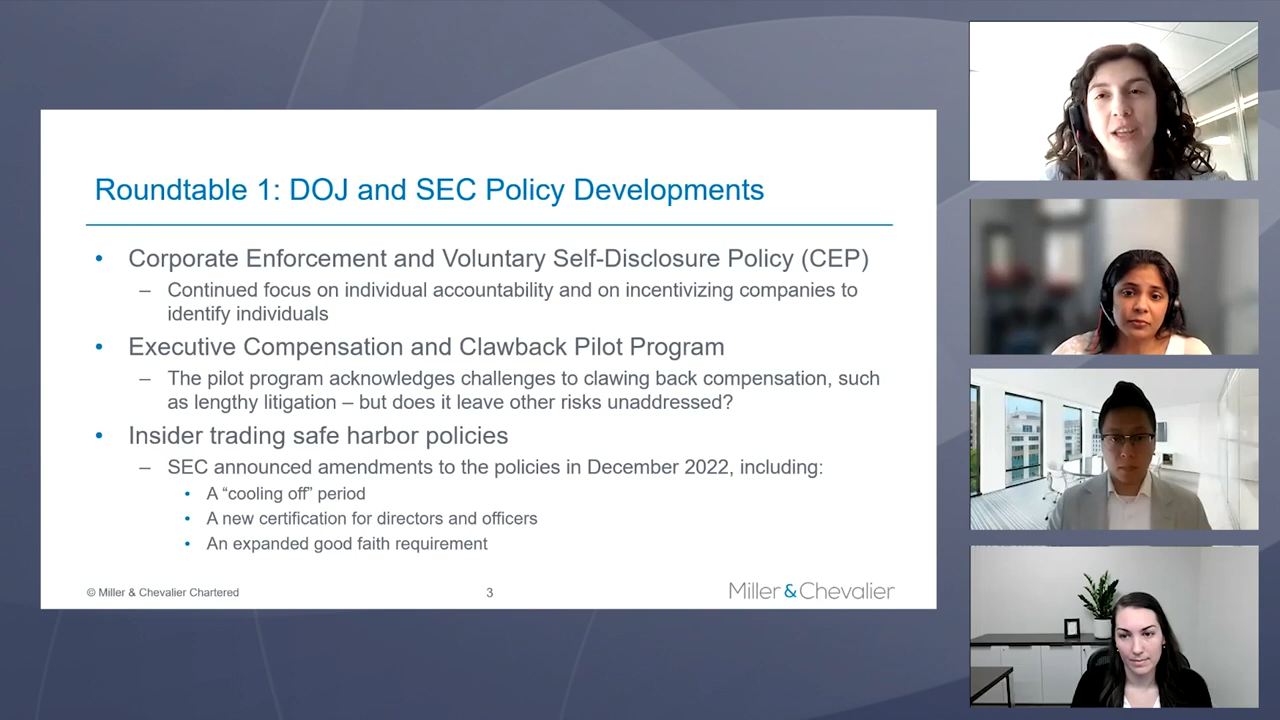 Roundtable 1: DOJ and SEC Policy Developments
• Corporate Enforcement and Voluntary Self-Disclosure Policy (CEP)
– Continued focus on individual accountability and on incentivizing companies to
identify individuals
• Executive Compensation and Clawback Pilot Program
– The pilot program acknowledges challenges to clawing back compensation, such
as lengthy litigation – but does it leave other risks unaddressed?
• Insider trading safe harbor policies
– SEC announced amendments to the policies in December 2022, including:
• A “cooling off” period
• A new certification for directors and officers
• An expanded good faith requirement
© Miller & Chevalier Chartered
3
Miller & Chevalier